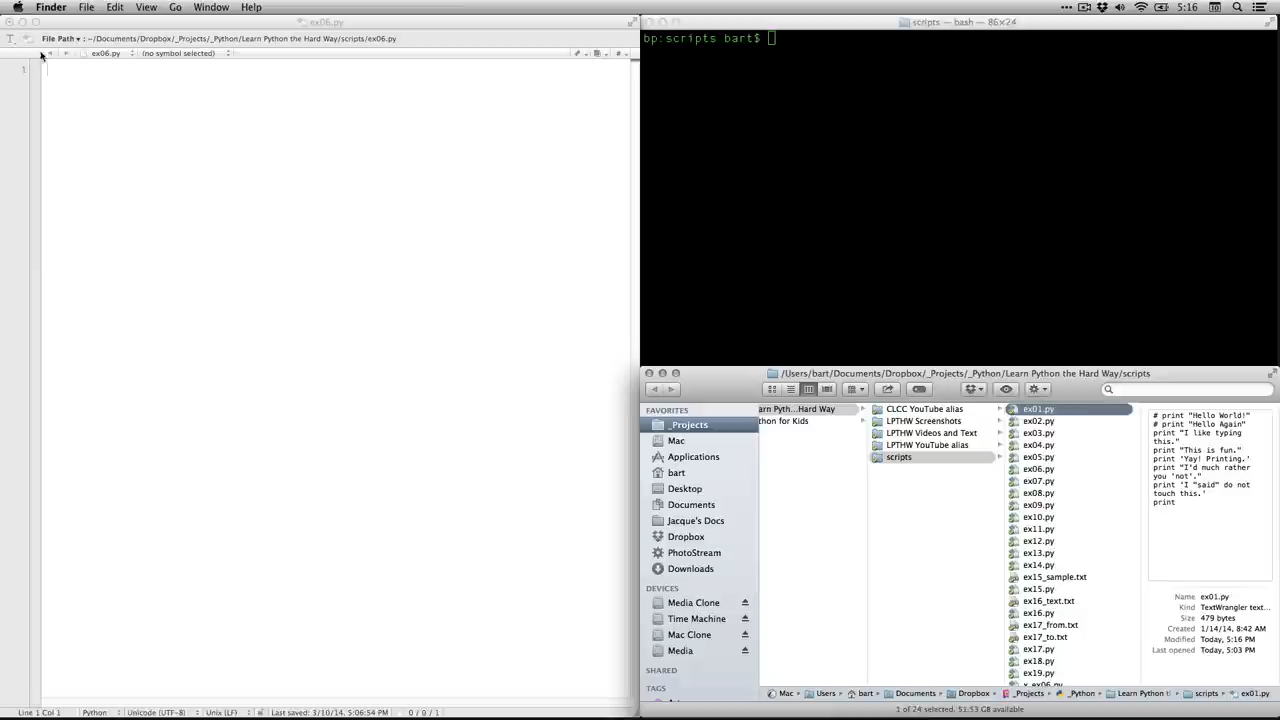 Finder File Edit View Go Window Help 5:16
ex06.py
File Path ▾ : ~/Documents/Dropbox/_Projects/_Python/Learn Python the Hard Way/scripts/ex06.py
ex06.py (no symbol selected)
1
Line 1 Col 1 Python Unicode (UTF-8) Unix (LF) Last saved: 3/10/14, 5:06:54 PM 0 / 0 / 1
scripts — bash — 86×24
bp:scripts bart$
/Users/bart/Documents/Dropbox/_Projects/_Python/Learn Python the Hard Way/scripts
FAVORITES
_Projects
Mac
Applications
bart
Desktop
Documents
Jacque's Docs
Dropbox
PhotoStream
Downloads
DEVICES
Media Clone
Time Machine
Mac Clone
Media
SHARED
TAGS
arn Pyth...Hard Way
thon for Kids
CLCC YouTube alias
LPTHW Screenshots
LPTHW Videos and Text
LPTHW YouTube alias
scripts
ex01.py
ex02.py
ex03.py
ex04.py
ex05.py
ex06.py
ex07.py
ex08.py
ex09.py
ex10.py
ex11.py
ex12.py
ex13.py
ex14.py
ex15_sample.txt
ex15.py
ex16_text.txt
ex16.py
ex17_from.txt
ex17_to.txt
ex17.py
ex18.py
ex19.py
# print "Hello World!"
# print "Hello Again"
print "I like typing
this."
print "This is fun."
print 'Yay! Printing.'
print "I'd much rather
you 'not'."
print 'I "said" do not
touch this.'
print
Name ex01.py
Kind TextWrangler text...
Size 479 bytes
Created 1/14/14, 8:42 AM
Modified Today, 5:16 PM
Last opened Today, 5:03 PM
Mac Users bart Documents Dropbox _Projects _Python Learn Python t scripts ex01.py
1 of 24 selected, 51.53 GB available